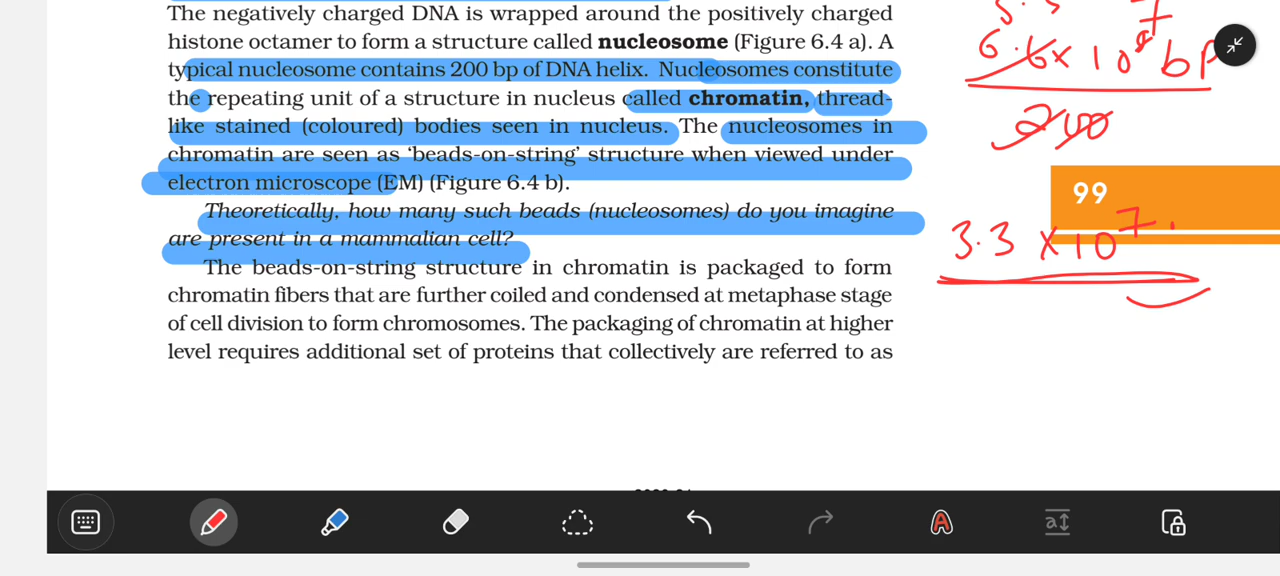 The negatively charged DNA is wrapped around the positively charged
histone octamer to form a structure called nucleosome (Figure 6.4 a). A
typical nucleosome contains 200 bp of DNA helix. Nucleosomes constitute
the repeating unit of a structure in nucleus called chromatin, thread-
like stained (coloured) bodies seen in nucleus. The nucleosomes in
chromatin are seen as ‘beads-on-string’ structure when viewed under
electron microscope (EM) (Figure 6.4 b).
Theoretically, how many such beads (nucleosomes) do you imagine
are present in a mammalian cell?
The beads-on-string structure in chromatin is packaged to form
chromatin fibers that are further coiled and condensed at metaphase stage
of cell division to form chromosomes. The packaging of chromatin at higher
level requires additional set of proteins that collectively are referred to as
7
6.6 x 10 bp
200
99
3.3 x 10⁷
A
a